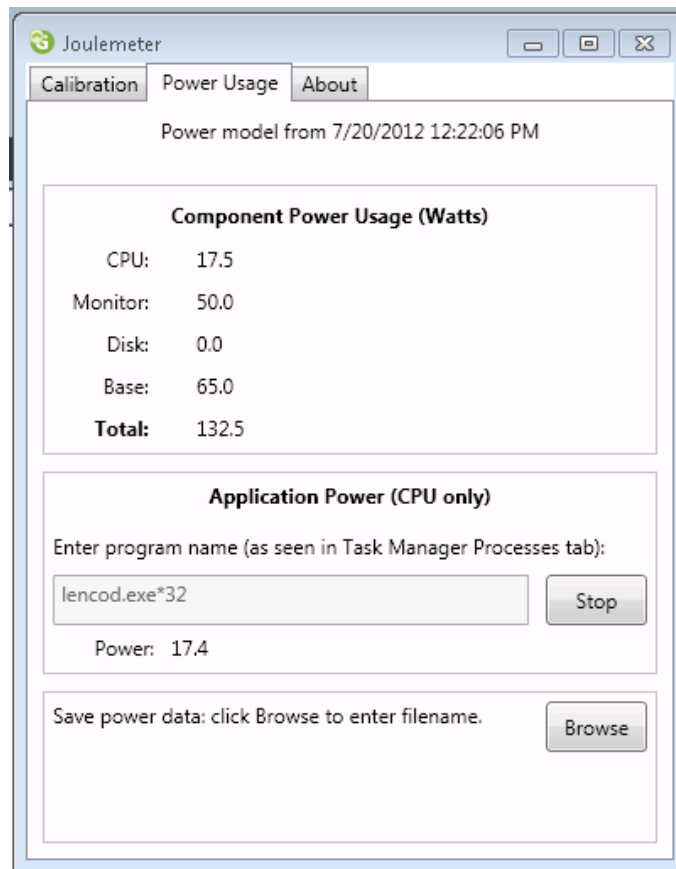 Joulemeter
Calibration Power Usage About
Power model from 7/20/2012 12:22:06 PM
Component Power Usage (Watts)
CPU: 17.5
Monitor: 50.0
Disk: 0.0
Base: 65.0
Total: 132.5
Application Power (CPU only)
Enter program name (as seen in Task Manager Processes tab):
lencod.exe*32 Stop
Power: 17.4
Save power data: click Browse to enter filename. Browse